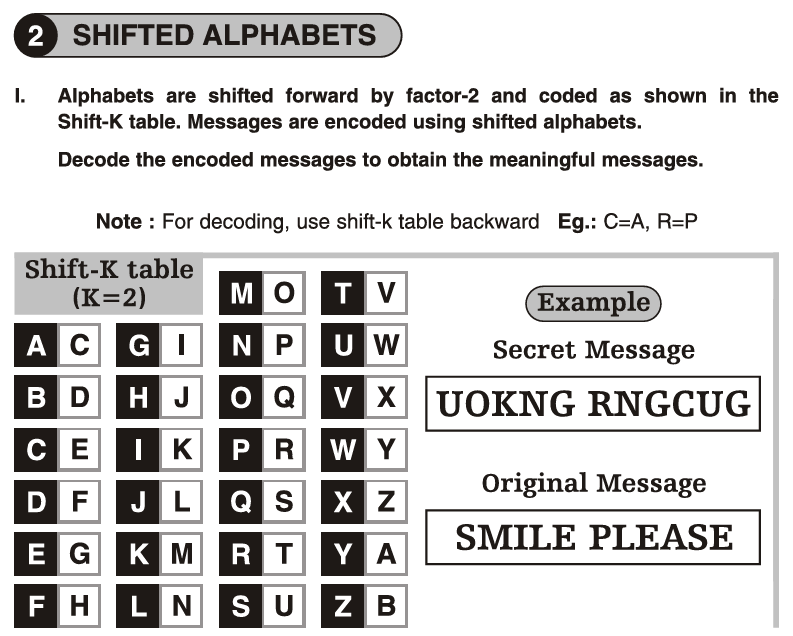 2 SHIFTED ALPHABETS
I. Alphabets are shifted forward by factor-2 and coded as shown in the
Shift-K table. Messages are encoded using shifted alphabets.
Decode the encoded messages to obtain the meaningful messages.
Note : For decoding, use shift-k table backward Eg.: C=A, R=P
Shift-K table
(K=2)
A C
B D
C E
D F
E G
F H
G I
H J
I K
J L
K M
L N
M O
N P
O Q
P R
Q S
R T
S U
T V
U W
V X
W Y
X Z
Y A
Z B
Example
Secret Message
UOKNG RNGCUG
Original Message
SMILE PLEASE